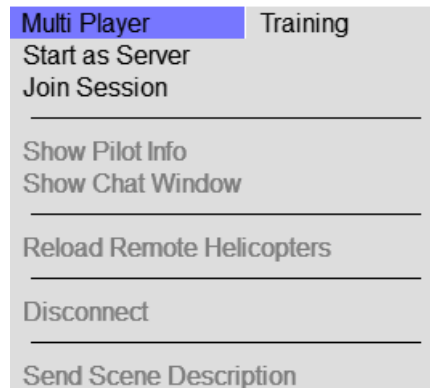 Multi Player Training
Start as Server
Join Session
Show Pilot Info
Show Chat Window
Reload Remote Helicopters
Disconnect
Send Scene Description